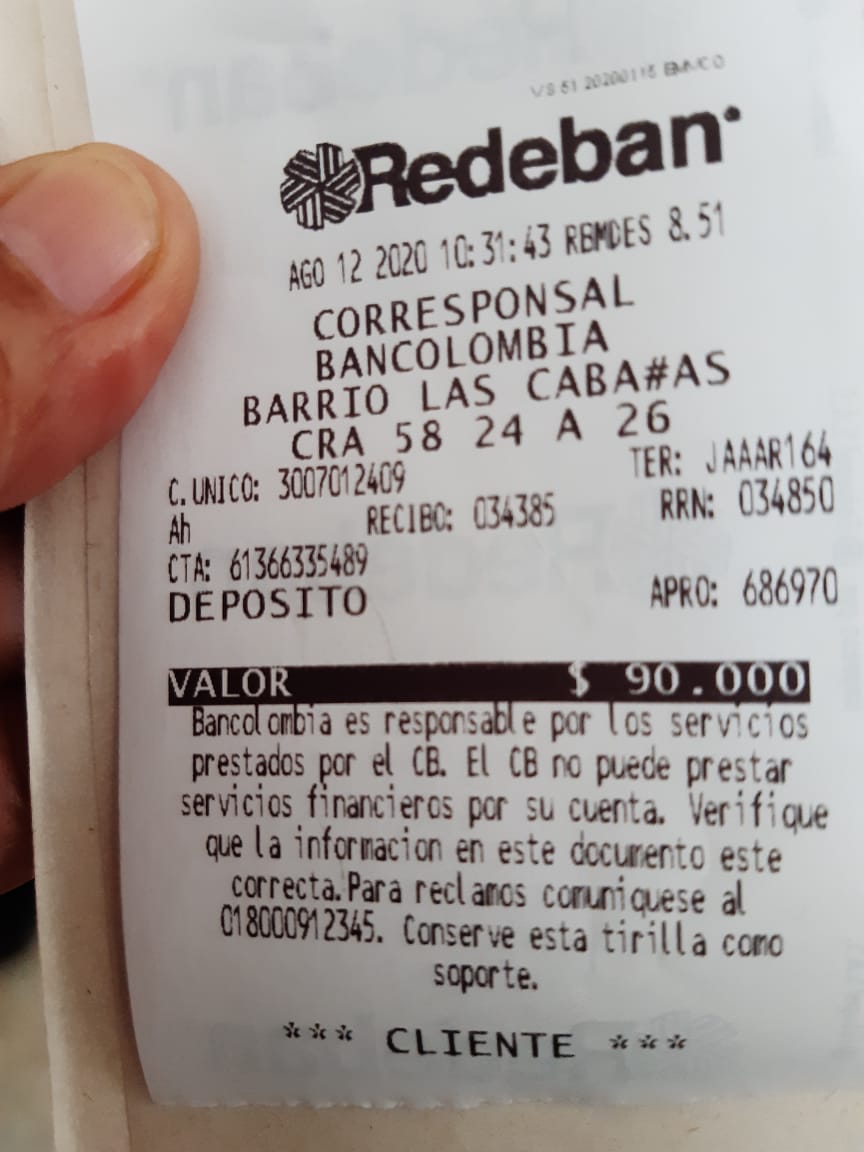 VS 51 20200115 EMVCO
Redeban
AGO 12 2020 10:31:43 RBMDES 8.51
CORRESPONSAL
BANCOLOMBIA
BARRIO LAS CABA#AS
CRA 58 24 A 26
C. UNICO: 3007012409 TER: JAAAR164
Ah RECIBO: 034385 RRN: 034850
CTA: 61366335489
DEPOSITO APRO: 686970
VALOR $ 90.000
Bancolombia es responsable por los servicios
prestados por el CB. El CB no puede prestar
servicios financieros por su cuenta. Verifique
que la informacion en este documento este
correcta.Para reclamos comuniquese al
018000912345. Conserve esta tirilla como
soporte.
*** CLIENTE ***